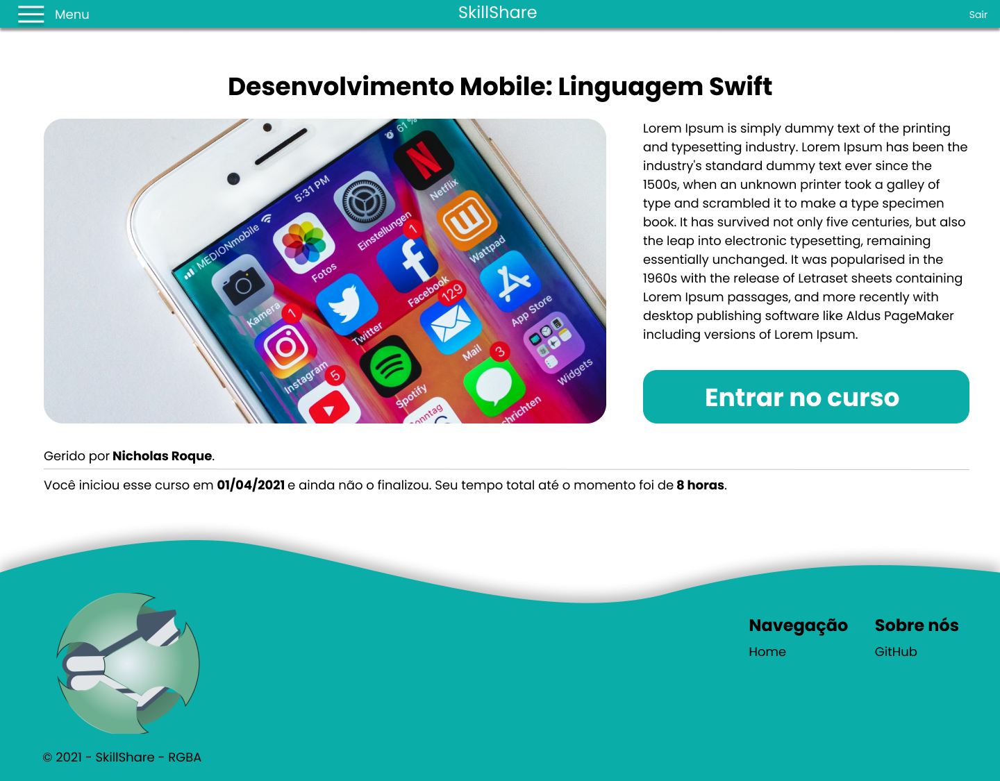 Menu
SkillShare
Sair
Desenvolvimento Mobile: Linguagem Swift
61 %
5:31 PM
MEDIONmobile
Netflix
Einstellungen
1
Fotos
Wattpad
Kamera
Facebook
129
1
Twitter
App Store
Instagram
Mail
3
5
Spotify
Widgets
Sonntag
chrichten
Lorem Ipsum is simply dummy text of the printing
and typesetting industry. Lorem Ipsum has been the
industry's standard dummy text ever since the
1500s, when an unknown printer took a galley of
type and scrambled it to make a type specimen
book. It has survived not only five centuries, but also
the leap into electronic typesetting, remaining
essentially unchanged. It was popularised in the
1960s with the release of Letraset sheets containing
Lorem Ipsum passages, and more recently with
desktop publishing software like Aldus PageMaker
including versions of Lorem Ipsum.
Entrar no curso
Gerido por Nicholas Roque.
Você iniciou esse curso em 01/04/2021 e ainda não o finalizou. Seu tempo total até o momento foi de 8 horas.
Navegação
Home
Sobre nós
GitHub
© 2021 - SkillShare - RGBA